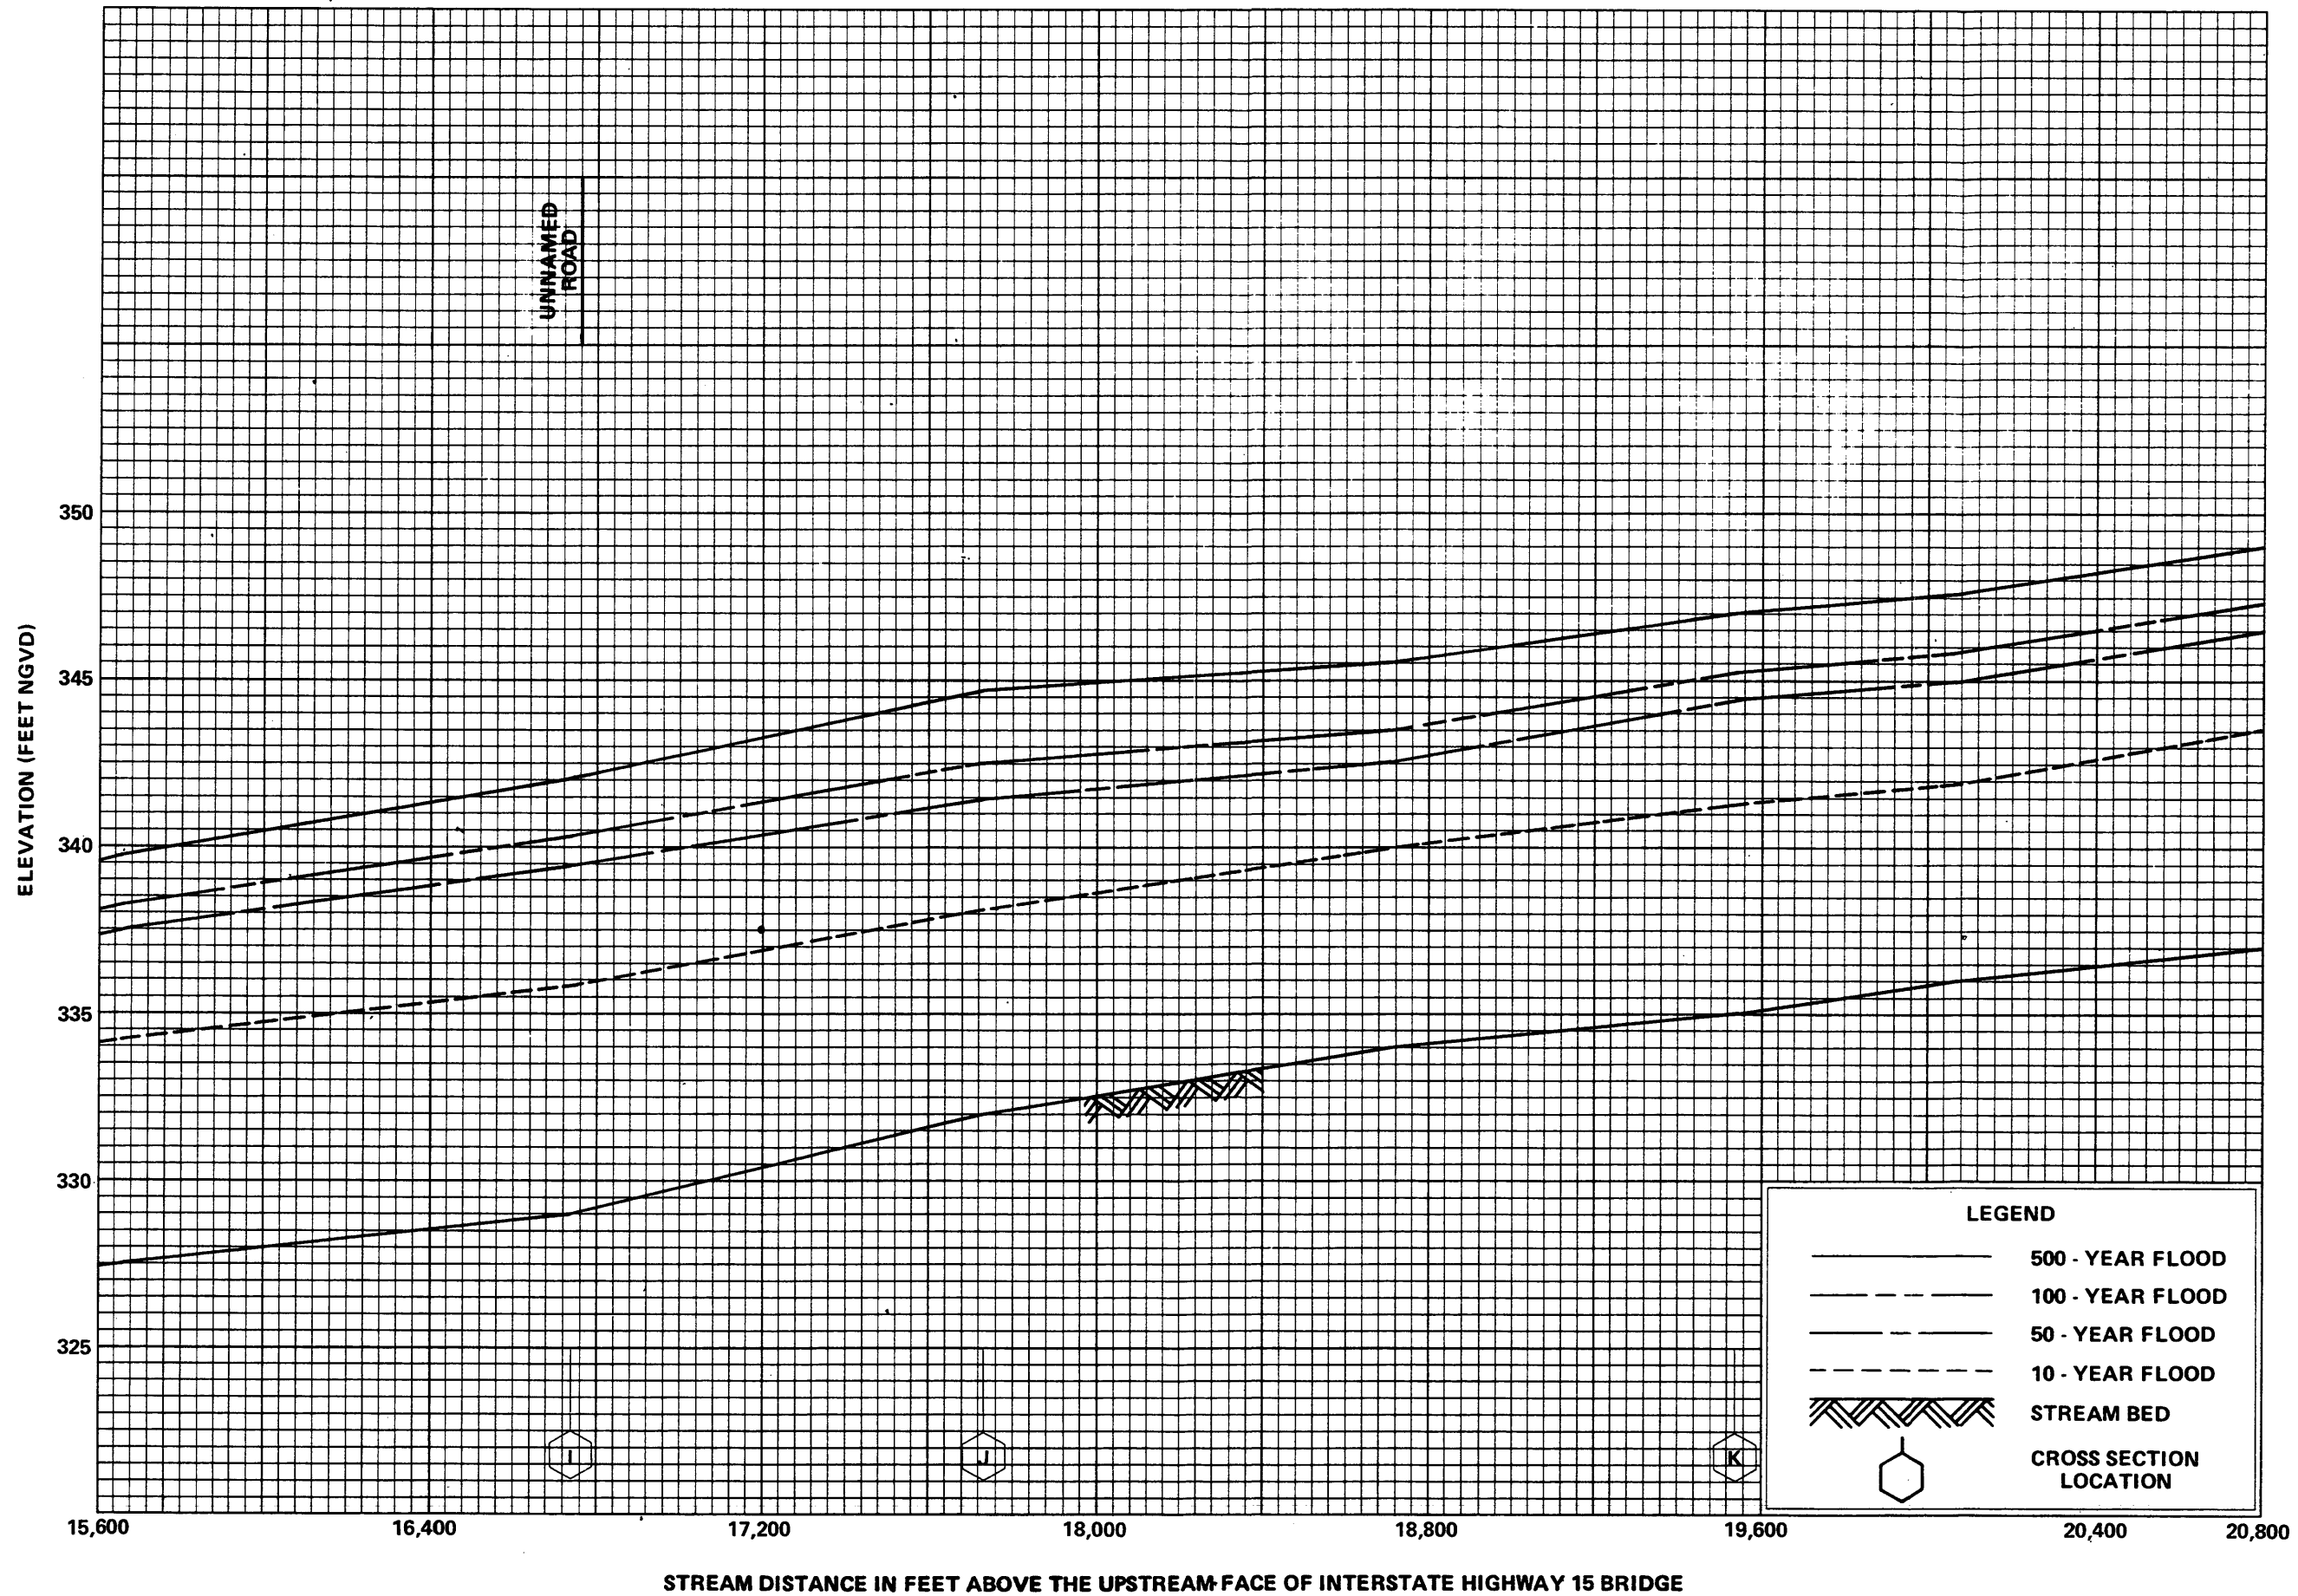 UNNAMED
ROAD
ELEVATION (FEET NGVD)
350
345
340
335
330
325
I
J
K
LEGEND
500 - YEAR FLOOD
100 - YEAR FLOOD
50 - YEAR FLOOD
10 - YEAR FLOOD
STREAM BED
CROSS SECTION
LOCATION
15,600
16,400
17,200
18,000
18,800
19,600
20,400
20,800
STREAM DISTANCE IN FEET ABOVE THE UPSTREAM FACE OF INTERSTATE HIGHWAY 15 BRIDGE